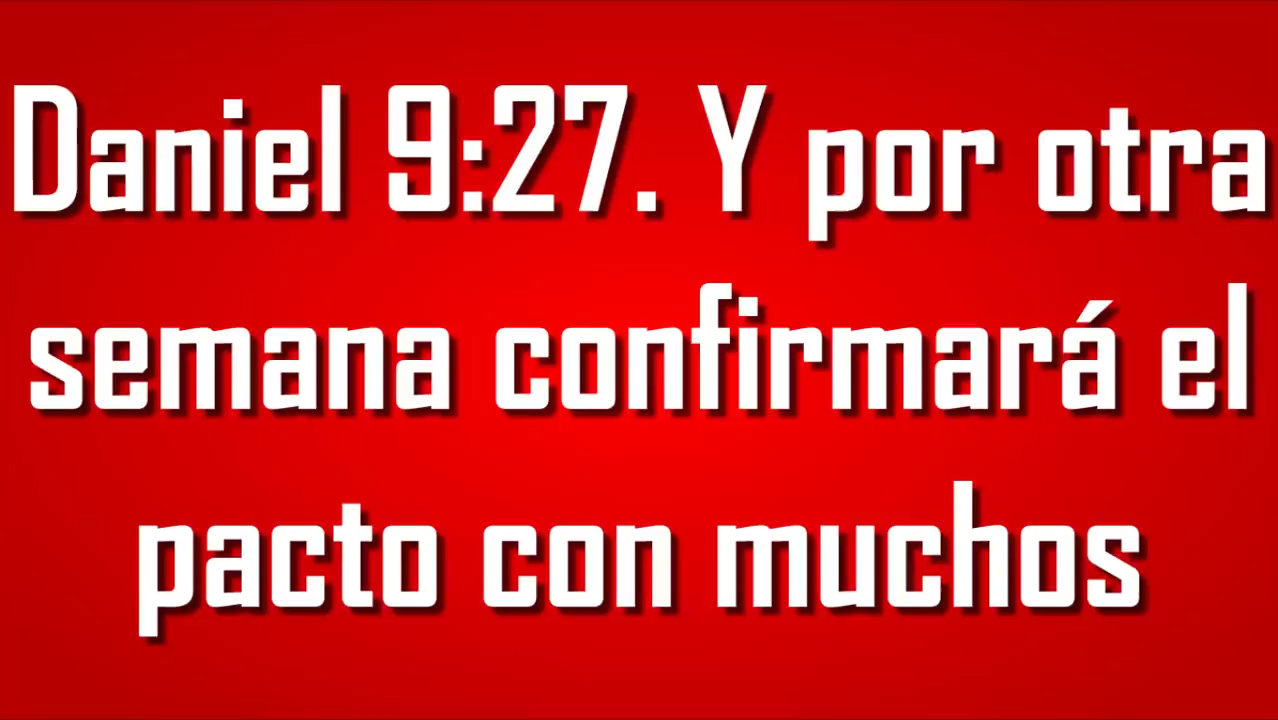 Daniel 9:27. Y por otra
semana confirmará el
pacto con muchos